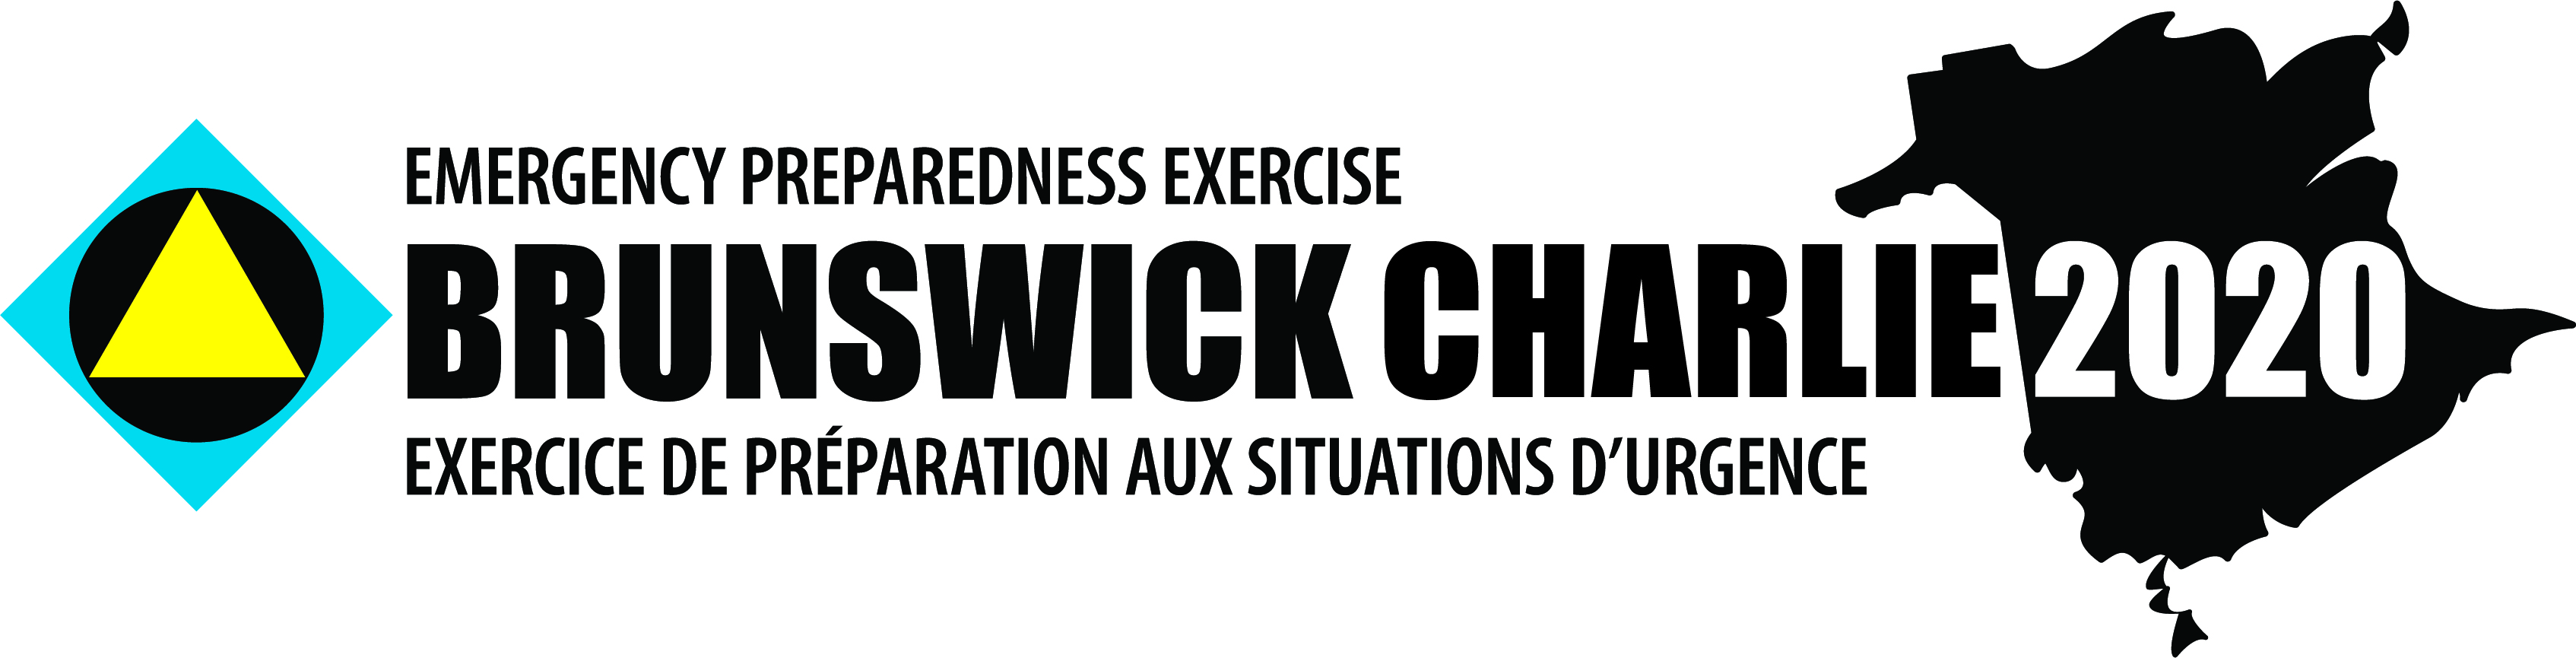 EMERGENCY PREPAREDNESS EXERCISE
BRUNSWICK CHARLIE 2020
EXERCICE DE PRÉPARATION AUX SITUATIONS D’URGENCE